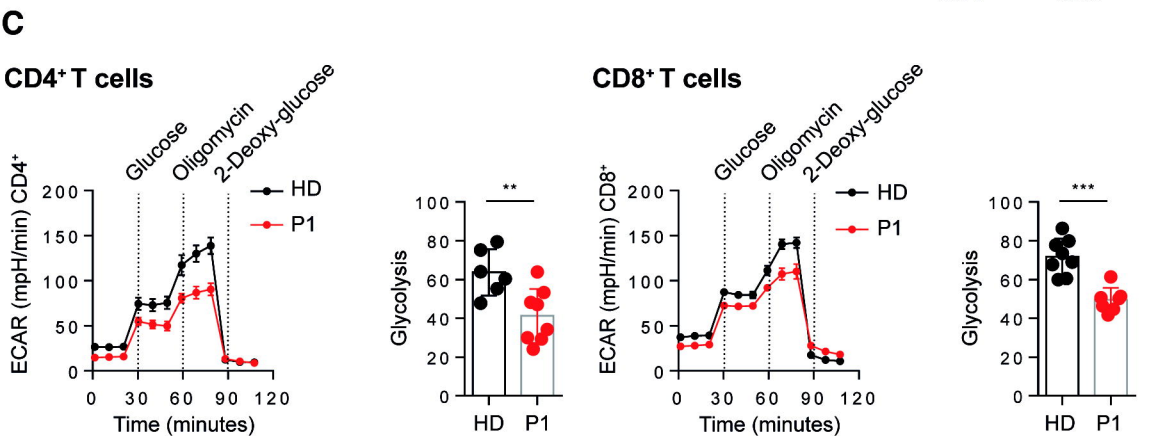 C
CD4⁺ T cells
Glucose
Oligomycin
2-Deoxy-glucose
ECAR (mpH/min) CD4⁺
200
150
100
50
0
0 30 60 90 120
Time (minutes)
HD
P1
Glycolysis
100
80
60
40
20
0
**
HD P1
CD8⁺ T cells
Glucose
Oligomycin
2-Deoxy-glucose
ECAR (mpH/min) CD8⁺
200
150
100
50
0
0 30 60 90 120
Time (minutes)
HD
P1
Glycolysis
100
80
60
40
20
0
***
HD P1